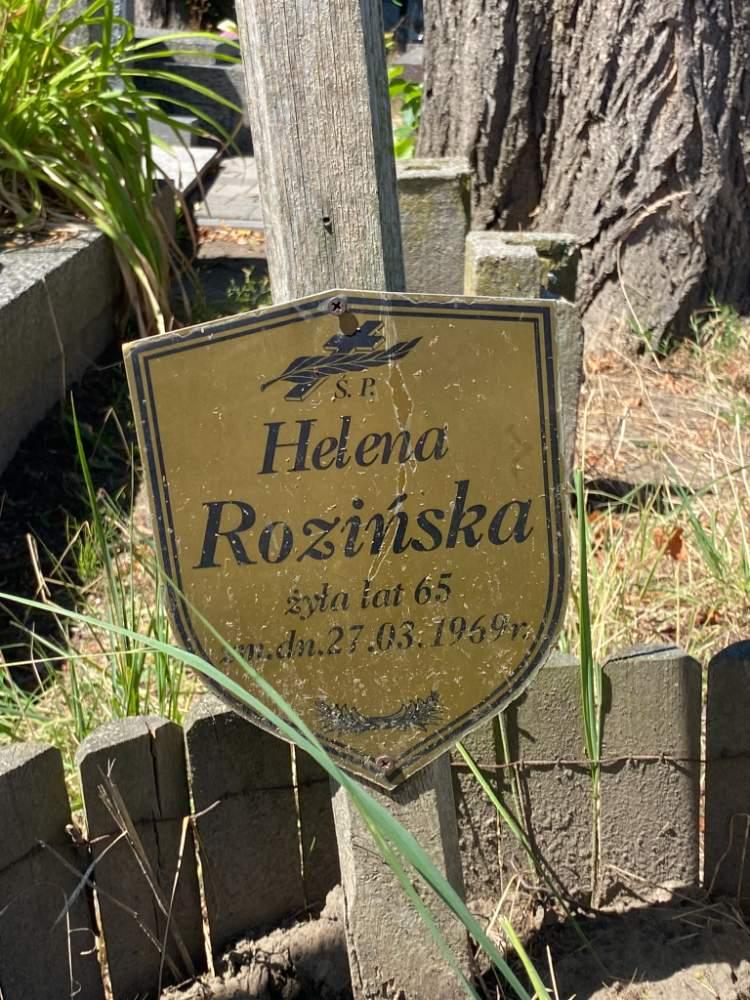 Ś. P.
Helena
Rozińska
żyła lat 65
zm.dn.27.03.1969r.